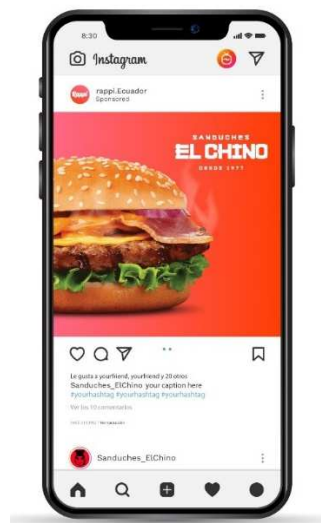 8:30
Instagram
rappi.Ecuador
Sponsored
Rappi
SANDUCHES
EL CHINO
DESDE 1977
Le gusta a yourfriend, yourfriend y 20 otros
Sanduches_ElChino your caption here
#yourhashtag #yourhashtag #yourhashtag
Ver los 10 comentarios
Sanduches_ElChino